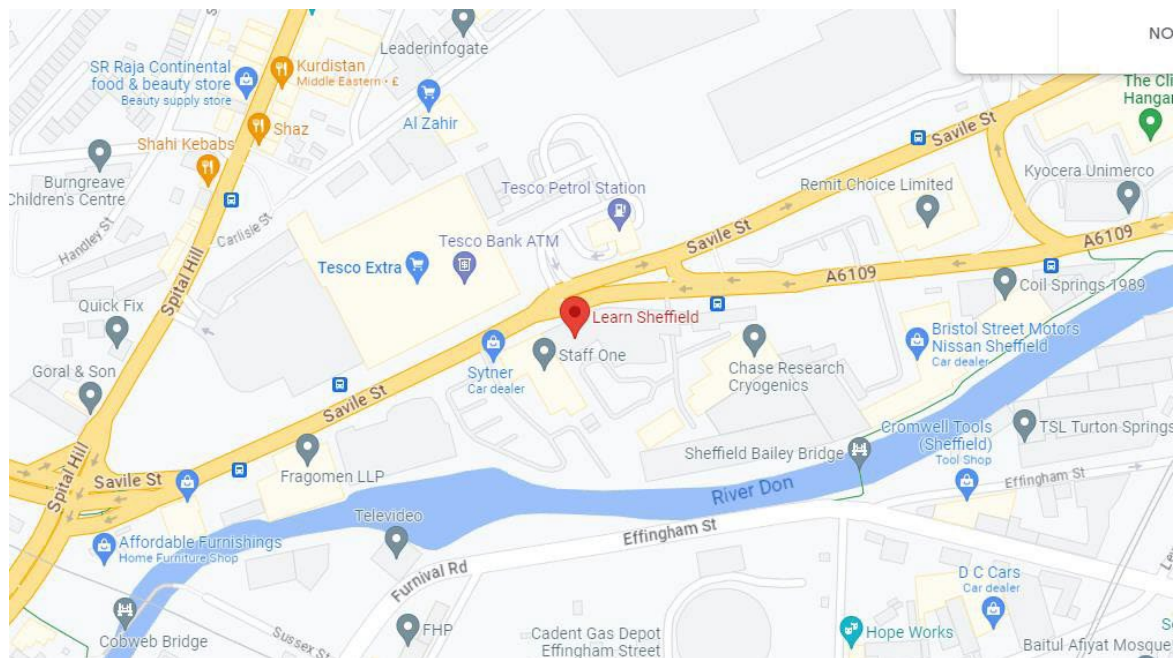 NO
Leaderinfogate
SR Raja Continental
food & beauty store
Beauty supply store
Kurdistan
Middle Eastern · £
Al Zahir
Shaz
Shahi Kebabs
The Cli
Hangar
Savile St
Burngreave
Children's Centre
Tesco Petrol Station
Remit Choice Limited
Kyocera Unimerco
Carlisle St
Handley St
Spital Hill
Tesco Bank ATM
Tesco Extra
Savile St
A6109
A6109
Coil Springs 1989
Quick Fix
Learn Sheffield
Staff One
Bristol Street Motors
Nissan Sheffield
Car dealer
Goral & Son
Sytner
Car dealer
Chase Research
Cryogenics
Savile St
Cromwell Tools
(Sheffield)
Tool Shop
TSL Turton Springs
Spital Hill
Sheffield Bailey Bridge
Fragomen LLP
Savile St
River Don
Effingham St
Televideo
Effingham St
Affordable Furnishings
Home Furniture Shop
Furnival Rd
D C Cars
Car dealer
Cobweb Bridge
Sussex St
FHP
Cadent Gas Depot
Effingham Street
Hope Works
Baitul Afiyat Mosque